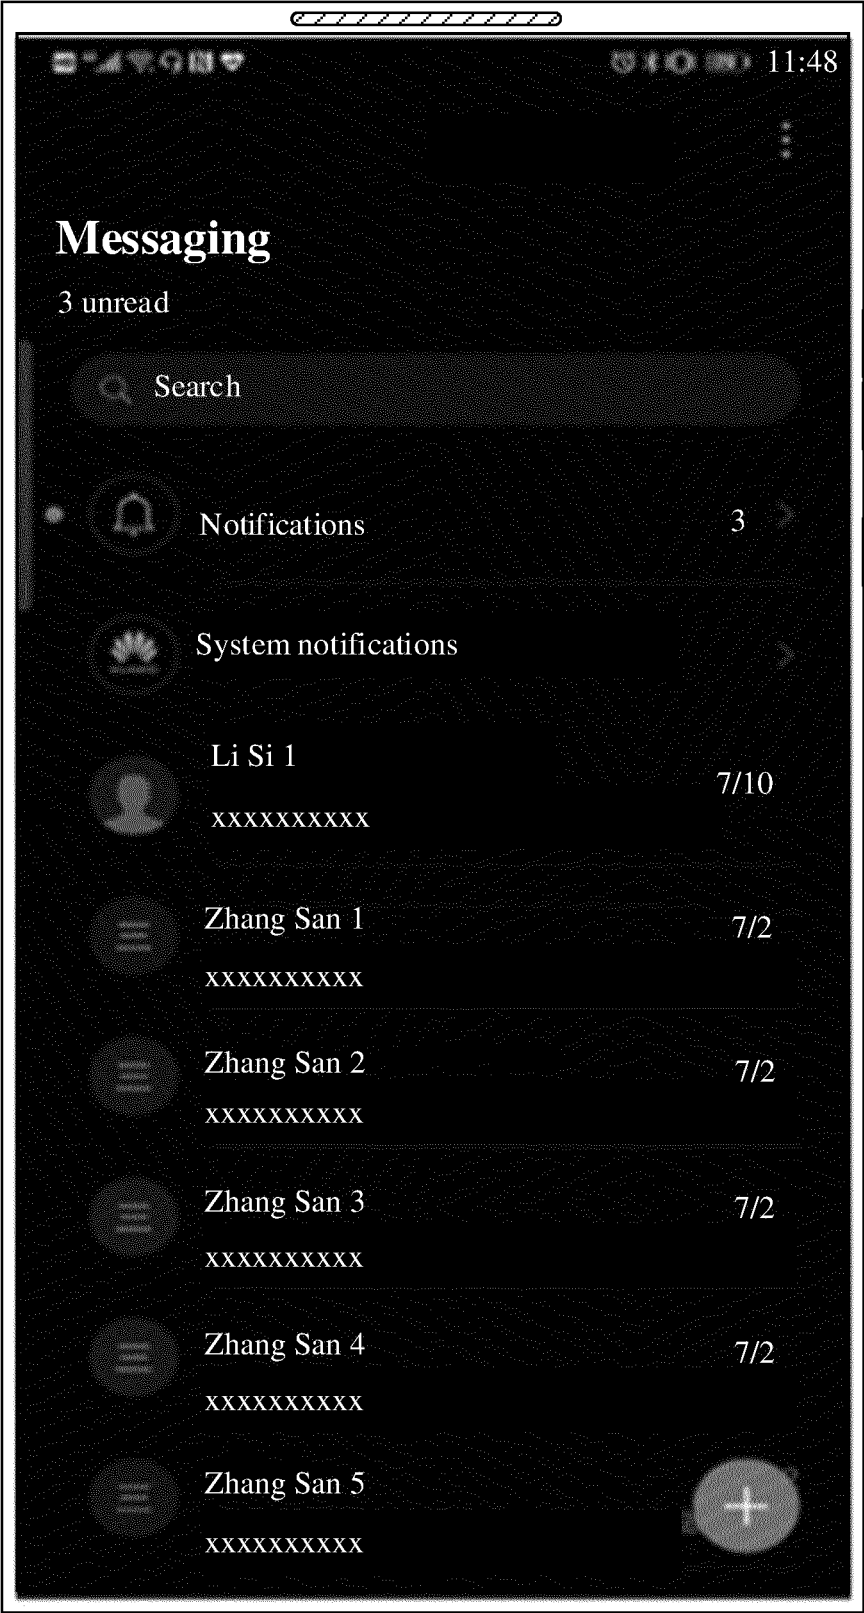 11:48
Messaging
3 unread
Search
Notifications 3
System notifications
Li Si 1
7/10
xxxxxxxxxx
Zhang San 1
7/2
xxxxxxxxxx
Zhang San 2
7/2
xxxxxxxxxx
Zhang San 3
7/2
xxxxxxxxxx
Zhang San 4
7/2
xxxxxxxxxx
Zhang San 5
xxxxxxxxxx